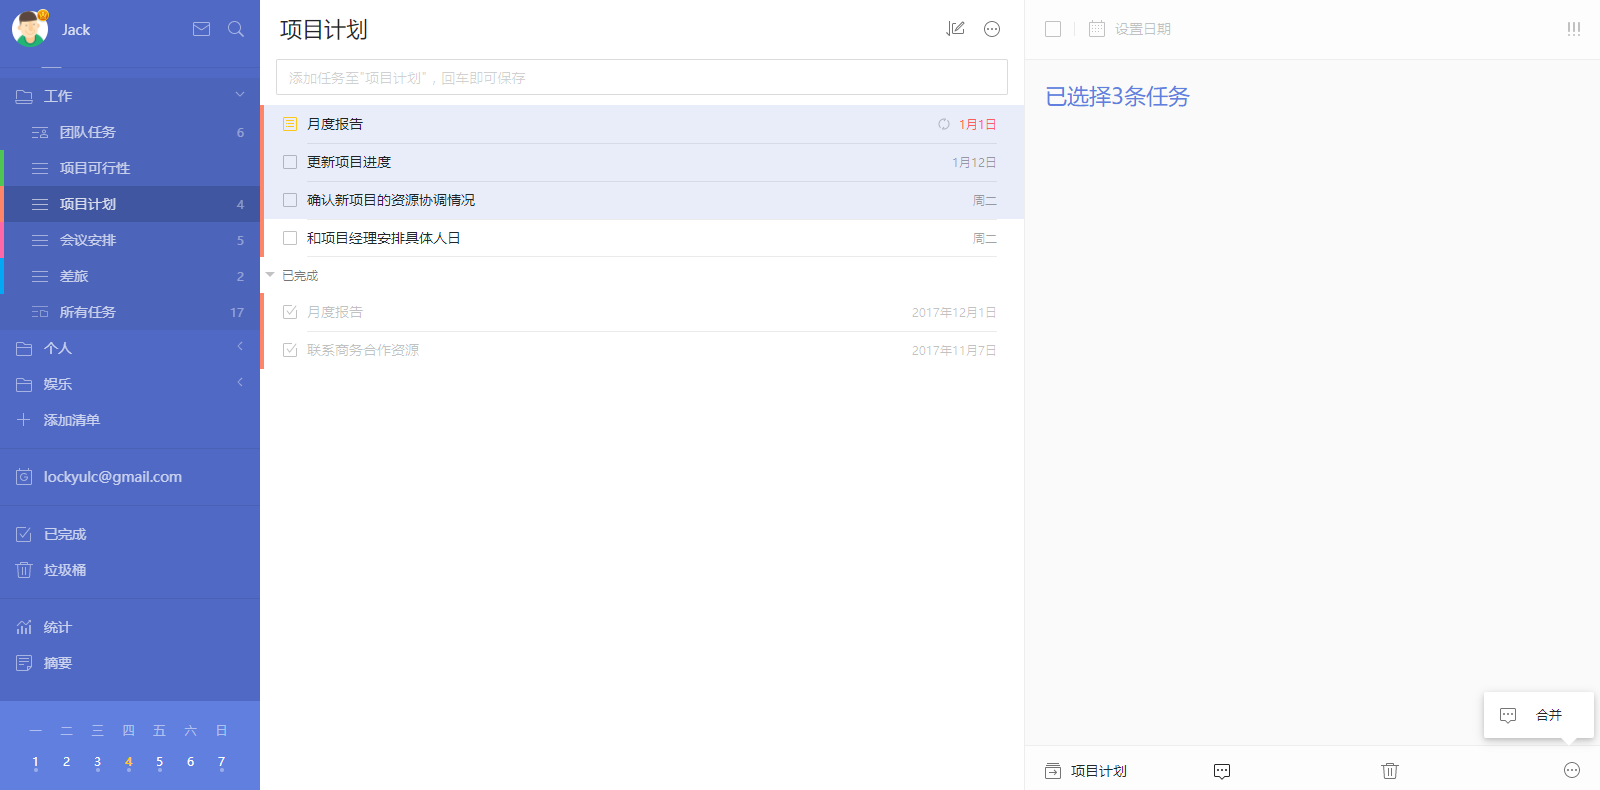 Jack
工作
团队任务 6
项目可行性
项目计划 4
会议安排 5
差旅 2
所有任务 17
个人
娱乐
添加清单
lockyulc@gmail.com
已完成
垃圾桶
统计
摘要
一 二 三 四 五 六 日
1 2 3 4 5 6 7
项目计划
添加任务至"项目计划"，回车即可保存
月度报告 1月1日
更新项目进度 1月12日
确认新项目的资源协调情况 周二
和项目经理安排具体人日 周二
已完成
月度报告 2017年12月1日
联系商务合作资源 2017年11月7日
设置日期 !!!
已选择3条任务
合并
项目计划